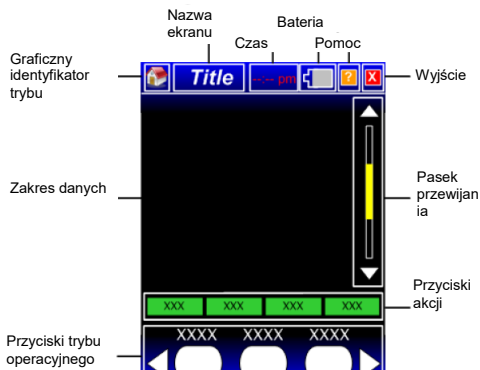 Nazwa
ekranu
Bateria
Czas
Pomoc
Graficzny
identyfikator
trybu
Title
--:-- pm
?
X
Wyjście
Zakres danych
Pasek
przewijan
ia
Przyciski
akcji
XXX XXX XXX XXX
Przyciski trybu
operacyjnego
XXXX XXXX XXXX